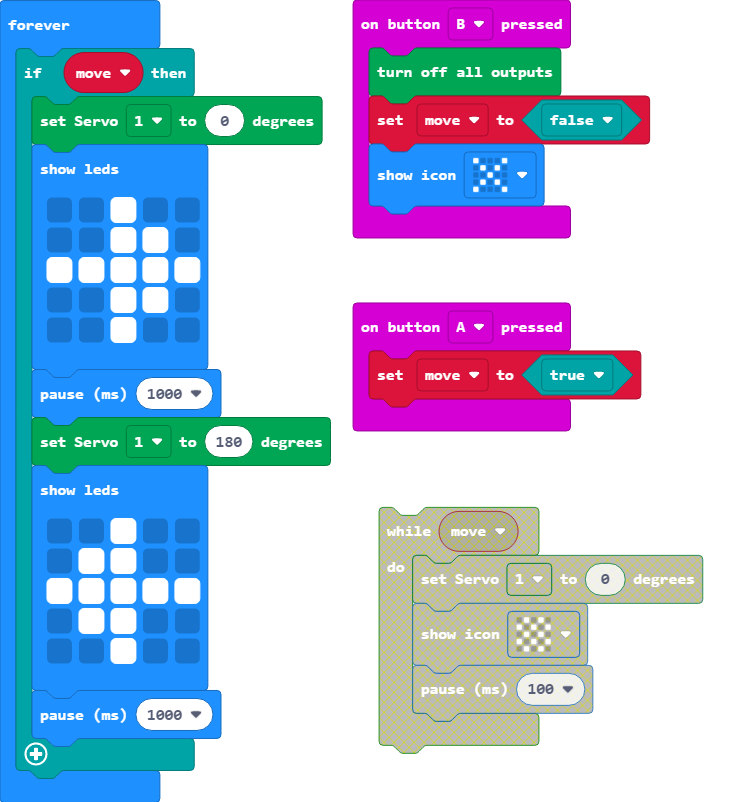 forever
if move then
set Servo 1 to 0 degrees
show leds
pause (ms) 1000
set Servo 1 to 180 degrees
show leds
pause (ms) 1000
on button B pressed
turn off all outputs
set move to false
show icon
on button A pressed
set move to true
while move
do
set Servo 1 to 0 degrees
show icon
pause (ms) 100